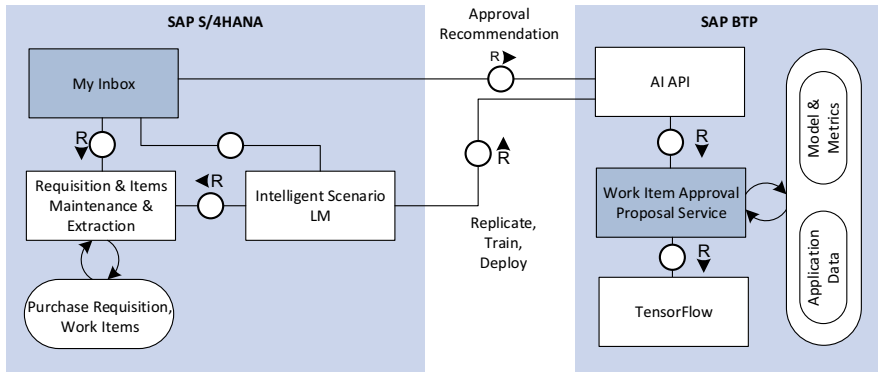 SAP S/4HANA
Approval
Recommendation
SAP BTP
R
My Inbox
AI API
Model &
Metrics
R
R
R
Requisition & Items
Maintenance &
Extraction
R
Intelligent Scenario
LM
Work Item Approval
Proposal Service
Replicate,
Train,
Deploy
R
Application
Data
Purchase Requisition,
Work Items
TensorFlow